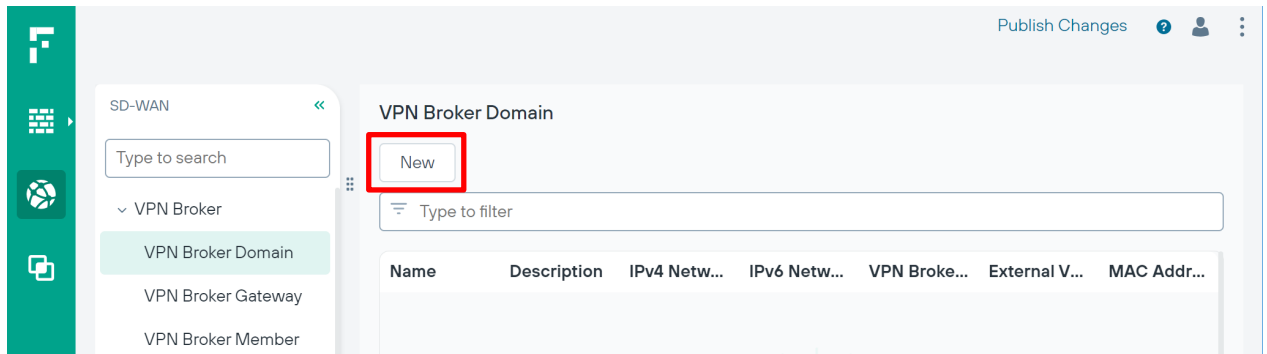 Publish Changes
SD-WAN
Type to search
VPN Broker
VPN Broker Domain
VPN Broker Gateway
VPN Broker Member
VPN Broker Domain
New
Type to filter
Name Description IPv4 Netw... IPv6 Netw... VPN Broke... External V... MAC Addr...